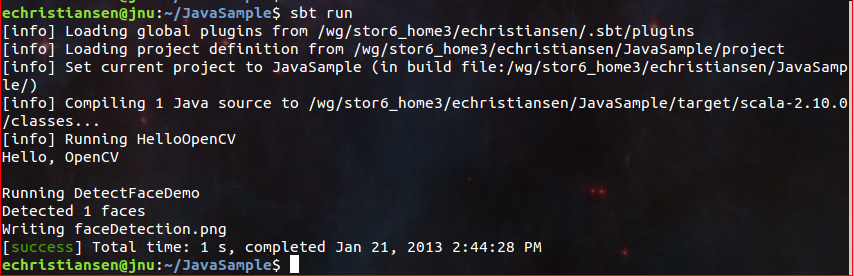 echristiansen@jnu:~/JavaSample$ sbt run
[info] Loading global plugins from /wg/stor6_home3/echristiansen/.sbt/plugins
[info] Loading project definition from /wg/stor6_home3/echristiansen/JavaSample/project
[info] Set current project to JavaSample (in build file:/wg/stor6_home3/echristiansen/JavaSamp
le/)
[info] Compiling 1 Java source to /wg/stor6_home3/echristiansen/JavaSample/target/scala-2.10.0
/classes...
[info] Running HelloOpenCV
Hello, OpenCV

Running DetectFaceDemo
Detected 1 faces
Writing faceDetection.png
[success] Total time: 1 s, completed Jan 21, 2013 2:44:28 PM
echristiansen@jnu:~/JavaSample$